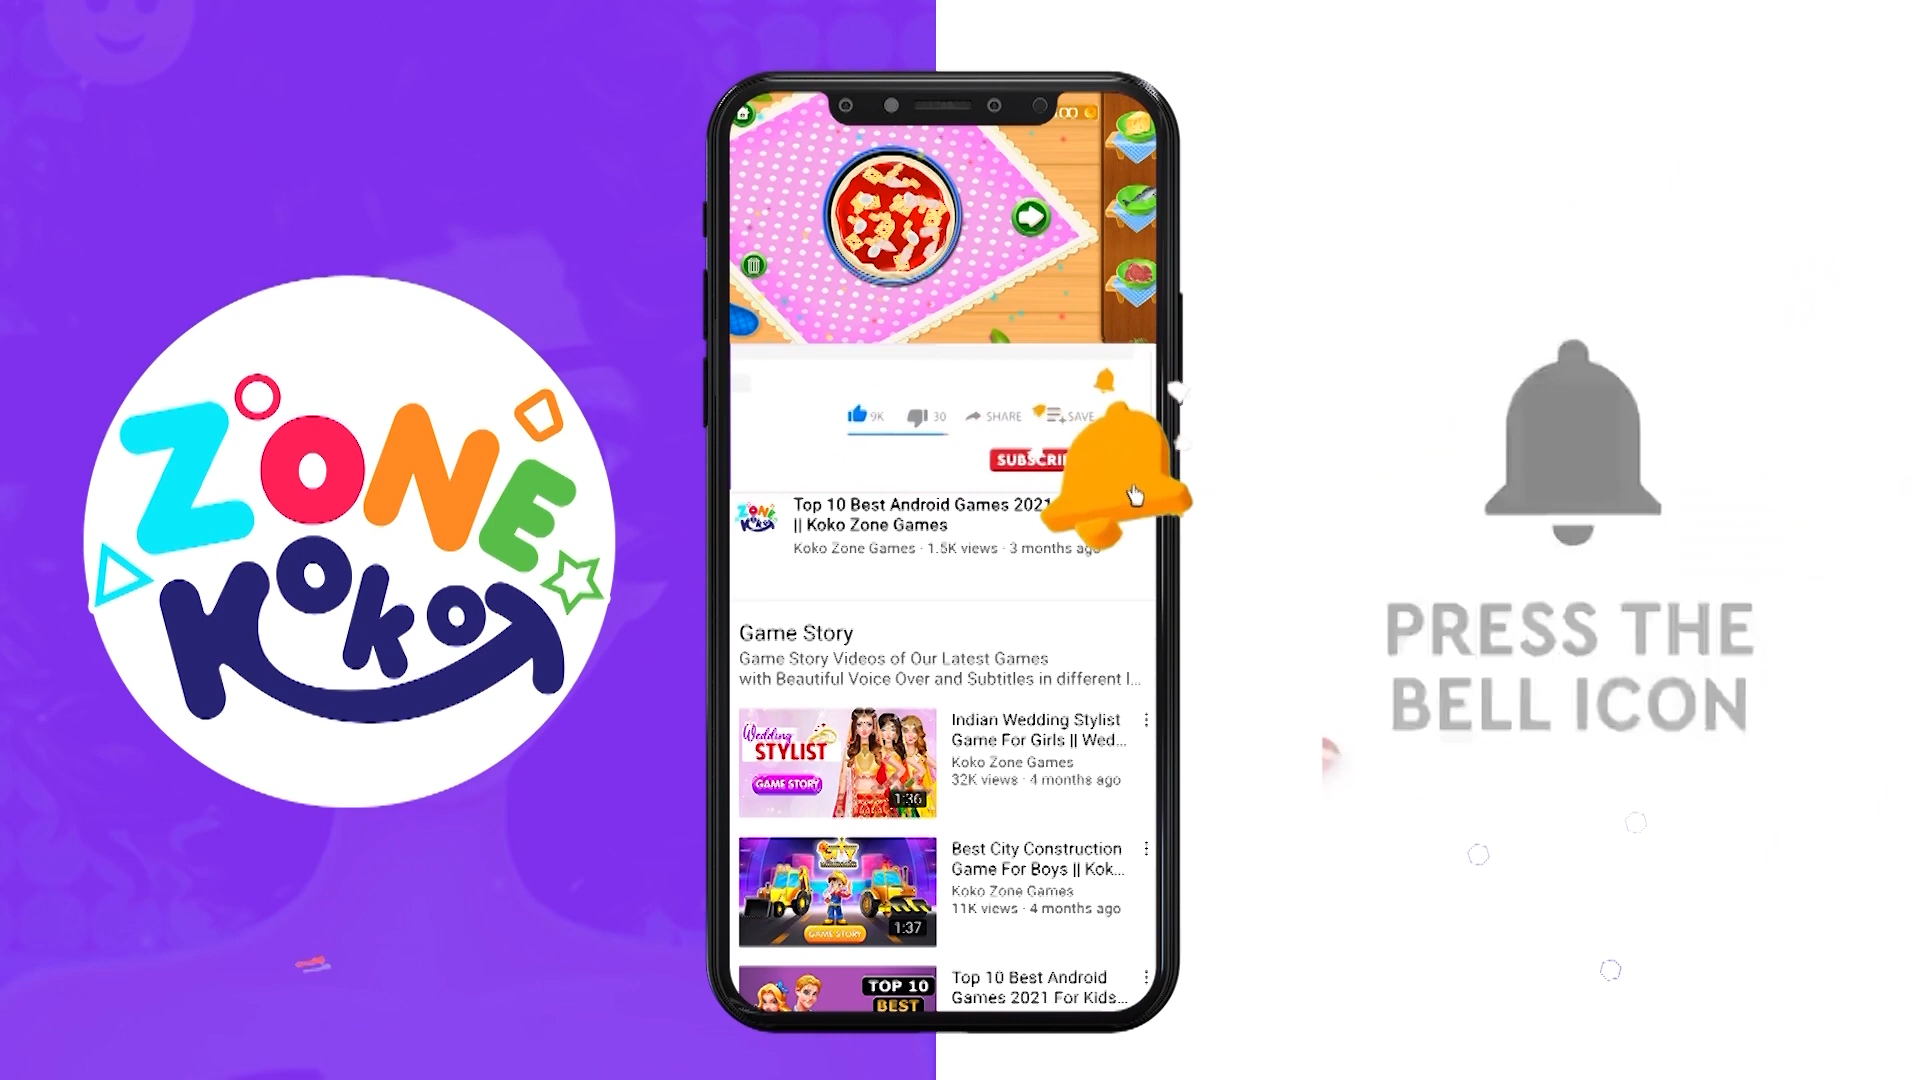 ZONE
Koko
00
9K
30
SHARE
SAVE
SUBSCRI
Top 10 Best Android Games 2021
|| Koko Zone Games
Koko Zone Games · 1.5K views · 3 months ago
Game Story
Game Story Videos of Our Latest Games
with Beautiful Voice Over and Subtitles in different l...
Wedding
STYLIST
GAME STORY
1:36
Indian Wedding Stylist
Game For Girls || Wed...
Koko Zone Games
32K views · 4 months ago
GAME STORY
1:37
Best City Construction
Game For Boys || Kok...
Koko Zone Games
11K views · 4 months ago
TOP 10
BEST
Top 10 Best Android
Games 2021 For Kids...
PRESS THE
BELL ICON